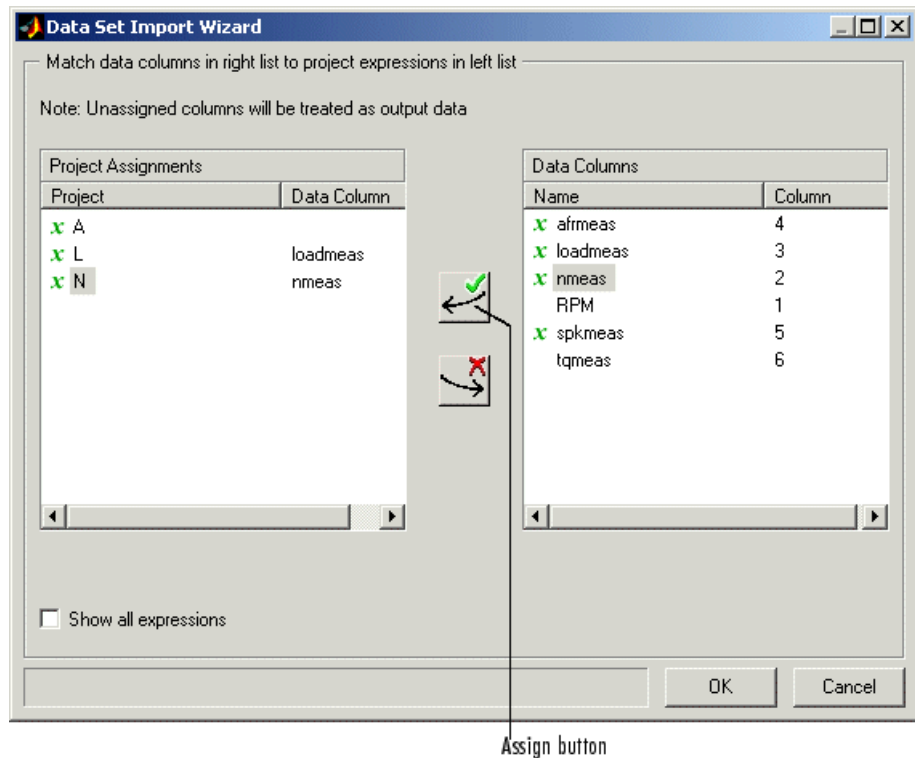 Data Set Import Wizard
Match data columns in right list to project expressions in left list
Note: Unassigned columns will be treated as output data
Project Assignments
Project Data Column
x A
x L loadmeas
x N nmeas
Data Columns
Name Column
x afrmeas 4
x loadmeas 3
x nmeas 2
RPM 1
x spkmeas 5
tqmeas 6
Show all expressions
OK Cancel
Assign button